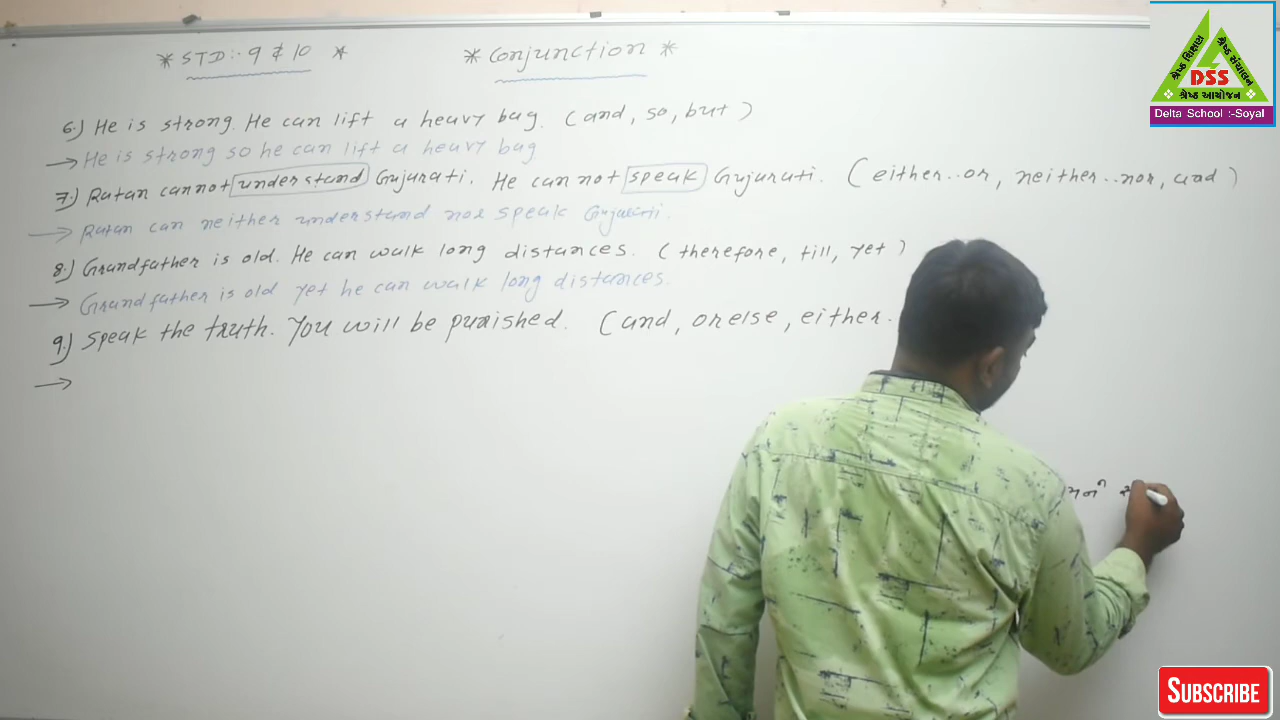 * STD:- 9 & 10 *
* Conjunction *
6.) He is strong. He can lift a heavy bag. (and, so, but)
→ He is strong so he can lift a heavy bag
7.) Ratan cannot understand Gujarati. He can not speak Gujarati. (either..or, neither..nor, and)
→ Ratan can neither understand nor speak Gujarati.
8.) Grandfather is old. He can walk long distances. (therefore, till, yet)
→ Grandfather is old yet he can walk long distances.
9.) Speak the truth. You will be punished. (and, or else, either.
→
શ્રેષ્ઠ શિક્ષણ
શ્રેષ્ઠ સંચાલન
DSS
શ્રેષ્ઠ આયોજન
Delta School :-Soyal
SUBSCRIBE